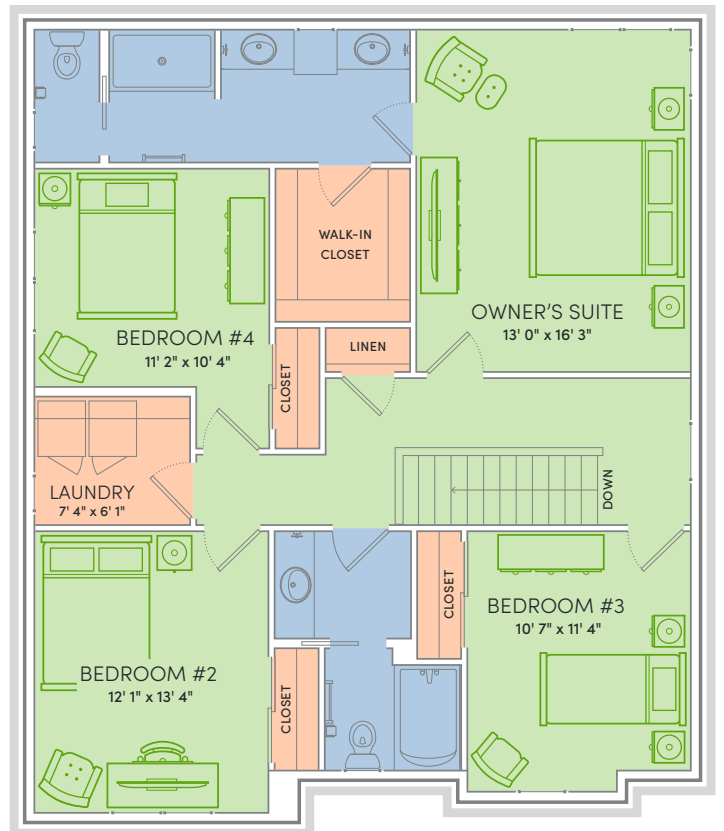 WALK-IN
CLOSET
OWNER'S SUITE
13' 0" x 16' 3"
BEDROOM #4
11' 2" x 10' 4"
LINEN
CLOSET
LAUNDRY
7' 4" x 6' 1"
DOWN
CLOSET
BEDROOM #3
10' 7" x 11' 4"
BEDROOM #2
12' 1" x 13' 4"
CLOSET